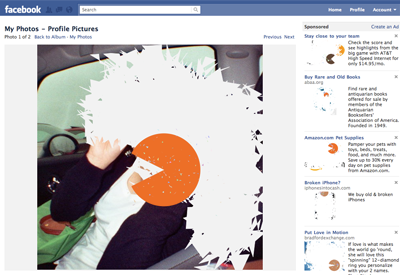 facebook
Search
Home Profile Account
My Photos – Profile Pictures
Photo 1 of 2 Back to Album · My Photos
Previous Next
Sponsored Create an Ad
Stay close to your team
Check the score and
see highlights from the
big game with AT&T
High Speed Internet for
only $14.95/mo.
Buy Rare and Old Books
abaa.org
Find rare and
antiquarian books
offered for sale by
members of the
Antiquarian
Booksellers'
Association of America.
Founded in 1949.
Amazon.com Pet Supplies
Pamper your pets with
toys, beds, treats,
food, and much more.
Save up to 30% every
day on pet supplies
from Amazon.com.
Broken iPhone?
iphonesintocash.com
We buy old & broken
iPhones
Put Love in Motion
bradfordexchange.com
If love is what makes
the world go 'round,
she will love this
"spinning" 12-diamond
ring you personalize
with your 2 names.